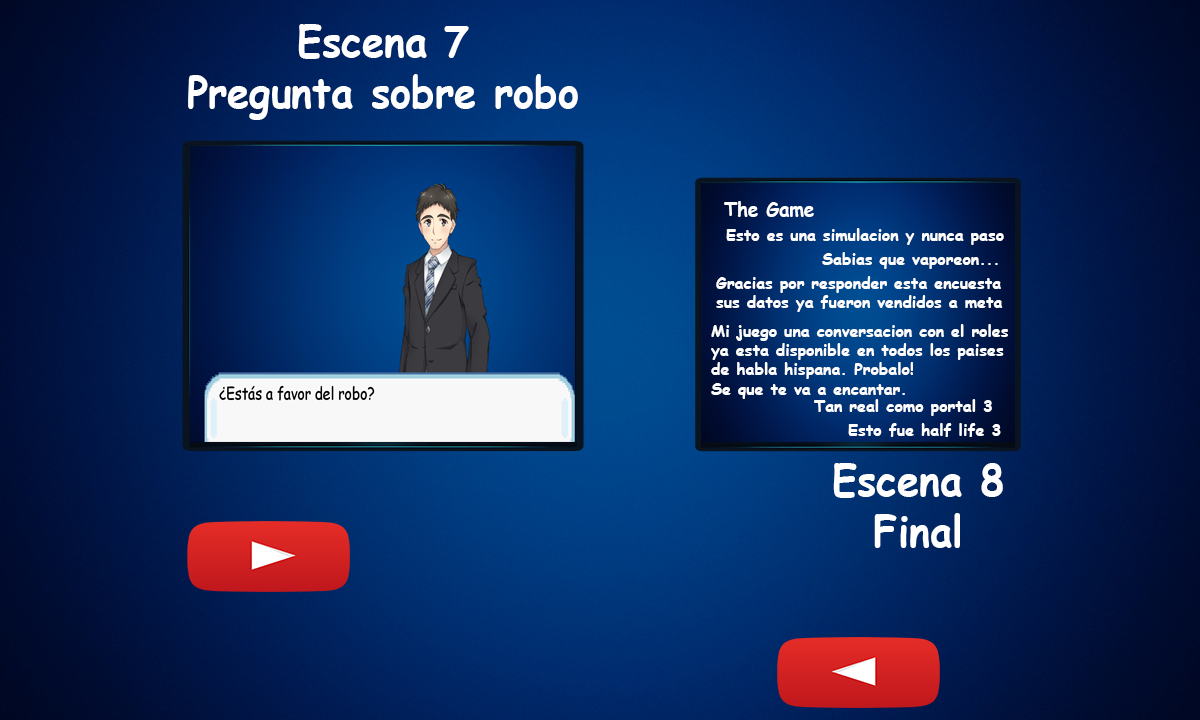 Escena 7
Pregunta sobre robo
¿Estás a favor del robo?
The Game
Esto es una simulacion y nunca paso
Sabias que vaporeon...
Gracias por responder esta encuesta
sus datos ya fueron vendidos a meta
Mi juego una conversacion con el roles
ya esta disponible en todos los paises
de habla hispana. Probalo!
Se que te va a encantar.
Tan real como portal 3
Esto fue half life 3
Escena 8
Final